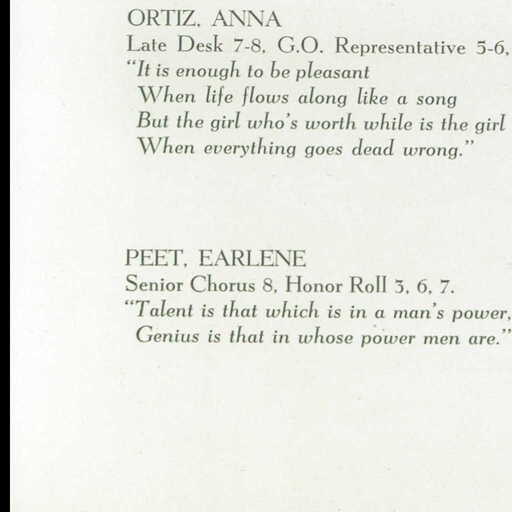 ORTIZ, ANNA
Late Desk 7-8, G.O. Representative 5-6,
“It is enough to be pleasant
When life flows along like a song
But the girl who's worth while is the girl
When everything goes dead wrong.”
PEET, EARLENE
Senior Chorus 8, Honor Roll 3, 6, 7.
“Talent is that which is in a man's power,
Genius is that in whose power men are.”